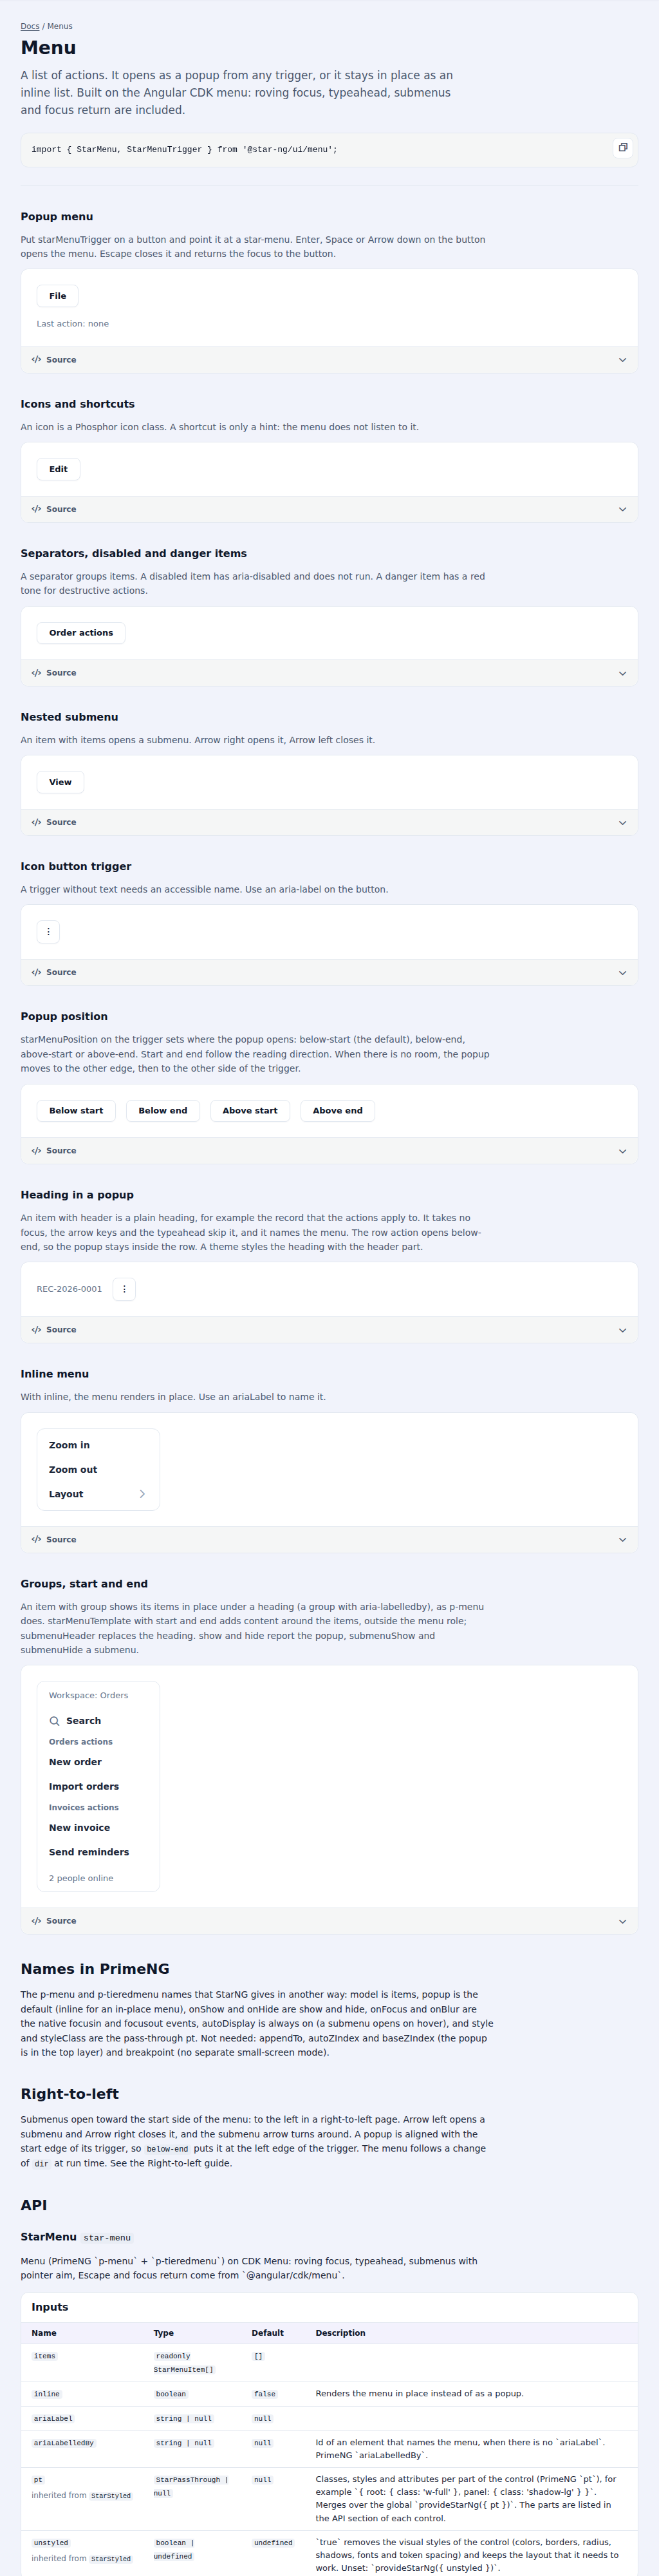 Docs / Menus
Menu
A list of actions. It opens as a popup from any trigger, or it stays in place as an
inline list. Built on the Angular CDK menu: roving focus, typeahead, submenus
and focus return are included.
import { StarMenu, StarMenuTrigger } from '@star-ng/ui/menu';
Popup menu
Put starMenuTrigger on a button and point it at a star-menu. Enter, Space or Arrow down on the button
opens the menu. Escape closes it and returns the focus to the button.
File
Last action: none
Source
Icons and shortcuts
An icon is a Phosphor icon class. A shortcut is only a hint: the menu does not listen to it.
Edit
Source
Separators, disabled and danger items
A separator groups items. A disabled item has aria-disabled and does not run. A danger item has a red
tone for destructive actions.
Order actions
Source
Nested submenu
An item with items opens a submenu. Arrow right opens it, Arrow left closes it.
View
Source
Icon button trigger
A trigger without text needs an accessible name. Use an aria-label on the button.
Source
Popup position
starMenuPosition on the trigger sets where the popup opens: below-start (the default), below-end,
above-start or above-end. Start and end follow the reading direction. When there is no room, the popup
moves to the other edge, then to the other side of the trigger.
Below start Below end Above start Above end
Source
Heading in a popup
An item with header is a plain heading, for example the record that the actions apply to. It takes no
focus, the arrow keys and the typeahead skip it, and it names the menu. The row action opens below-
end, so the popup stays inside the row. A theme styles the heading with the header part.
REC-2026-0001
Source
Inline menu
With inline, the menu renders in place. Use an ariaLabel to name it.
Zoom in
Zoom out
Layout
Source
Groups, start and end
An item with group shows its items in place under a heading (a group with aria-labelledby), as p-menu
does. starMenuTemplate with start and end adds content around the items, outside the menu role;
submenuHeader replaces the heading. show and hide report the popup, submenuShow and
submenuHide a submenu.
Workspace: Orders
Search
Orders actions
New order
Import orders
Invoices actions
New invoice
Send reminders
2 people online
Source
Names in PrimeNG
The p-menu and p-tieredmenu names that StarNG gives in another way: model is items, popup is the
default (inline for an in-place menu), onShow and onHide are show and hide, onFocus and onBlur are
the native focusin and focusout events, autoDisplay is always on (a submenu opens on hover), and style
and styleClass are the pass-through pt. Not needed: appendTo, autoZIndex and baseZIndex (the popup
is in the top layer) and breakpoint (no separate small-screen mode).
Right-to-left
Submenus open toward the start side of the menu: to the left in a right-to-left page. Arrow left opens a
submenu and Arrow right closes it, and the submenu arrow turns around. A popup is aligned with the
start edge of its trigger, so below-end puts it at the left edge of the trigger. The menu follows a change
of dir at run time. See the Right-to-left guide.
API
StarMenu star-menu
Menu (PrimeNG `p-menu` + `p-tieredmenu`) on CDK Menu: roving focus, typeahead, submenus with
pointer aim, Escape and focus return come from `@angular/cdk/menu`.
Inputs
Name Type Default Description
items readonly StarMenuItem[] []
inline boolean false Renders the menu in place instead of as a popup.
ariaLabel string | null null
ariaLabelledBy string | null null Id of an element that names the menu, when there is no `ariaLabel`.
PrimeNG `ariaLabelledBy`.
pt StarPassThrough | null null Classes, styles and attributes per part of the control (PrimeNG `pt`), for
inherited from StarStyled example `{ root: { class: 'w-full' }, panel: { class: 'shadow-lg' } }`.
Merges over the global `provideStarNg({ pt })`. The parts are listed in
the API section of each control.
unstyled boolean | undefined undefined `true` removes the visual styles of the control (colors, borders, radius,
inherited from StarStyled shadows, fonts and token spacing) and keeps the layout that it needs to
work. Unset: `provideStarNg({ unstyled })`.